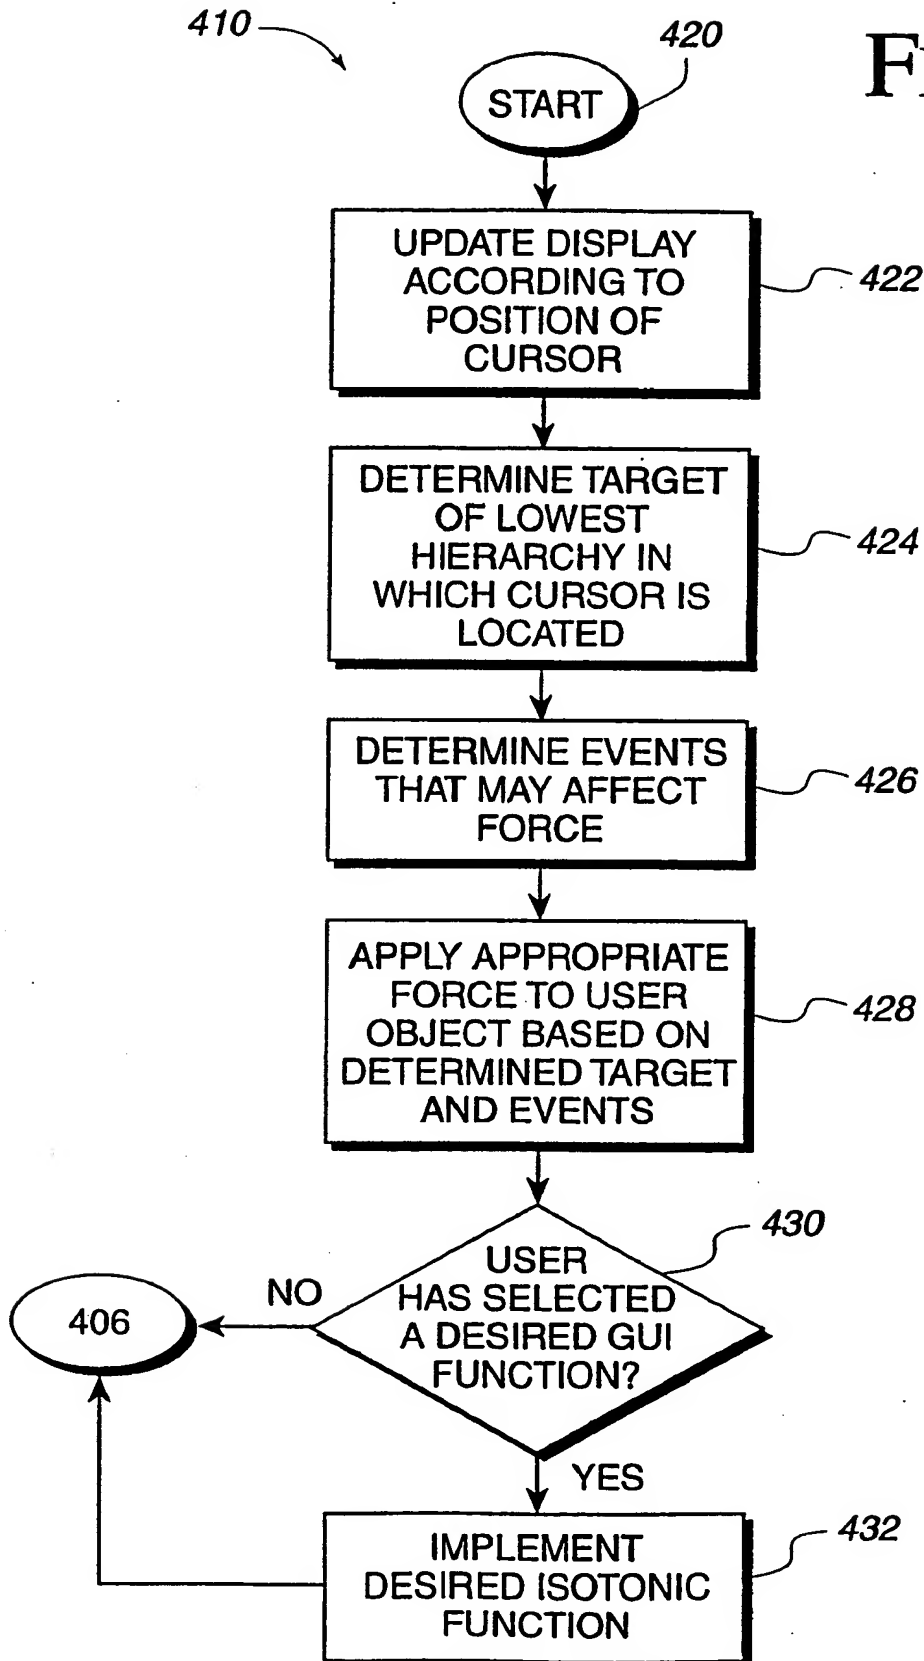 410
420
START
UPDATE DISPLAY
ACCORDING TO
POSITION OF
CURSOR
422
DETERMINE TARGET
OF LOWEST
HIERARCHY IN
WHICH CURSOR IS
LOCATED
424
DETERMINE EVENTS
THAT MAY AFFECT
FORCE
426
APPLY APPROPRIATE
FORCE TO USER
OBJECT BASED ON
DETERMINED TARGET
AND EVENTS
428
430
USER
HAS SELECTED
A DESIRED GUI
FUNCTION?
NO
406
YES
IMPLEMENT
DESIRED ISOTONIC
FUNCTION
432